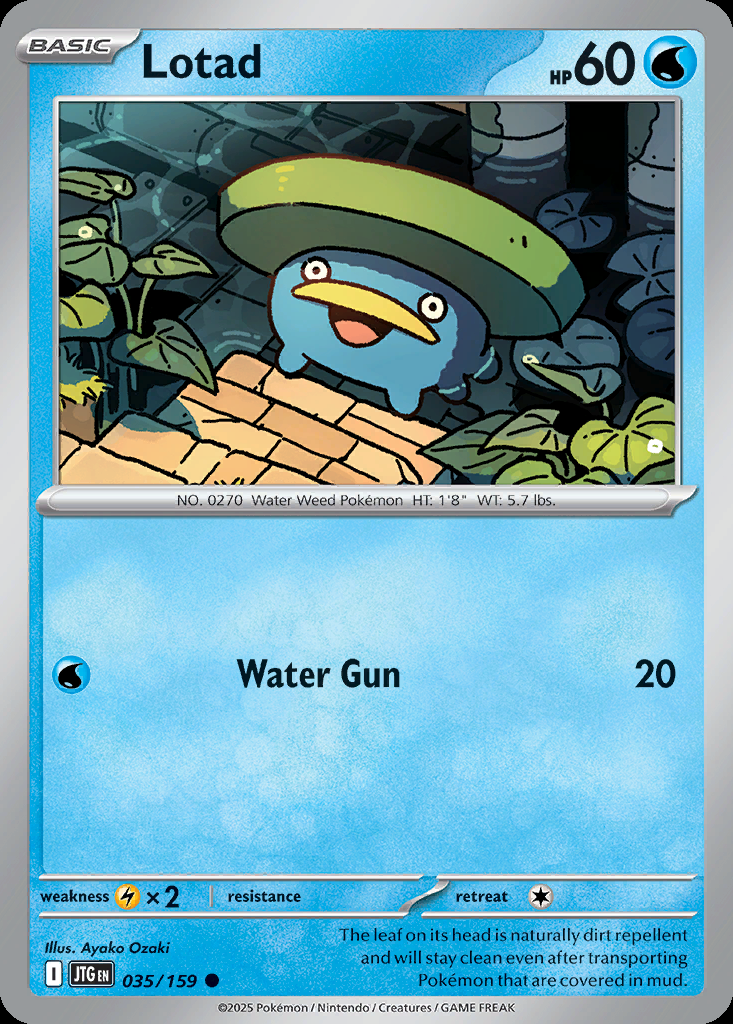 BASIC
Lotad
HP 60
NO. 0270 Water Weed Pokémon HT: 1'8" WT: 5.7 lbs.
Water Gun 20
weakness ×2 resistance retreat
Illus. Ayako Ozaki
The leaf on its head is naturally dirt repellent
and will stay clean even after transporting
Pokémon that are covered in mud.
I JTG EN 035/159
©2025 Pokémon / Nintendo / Creatures / GAME FREAK